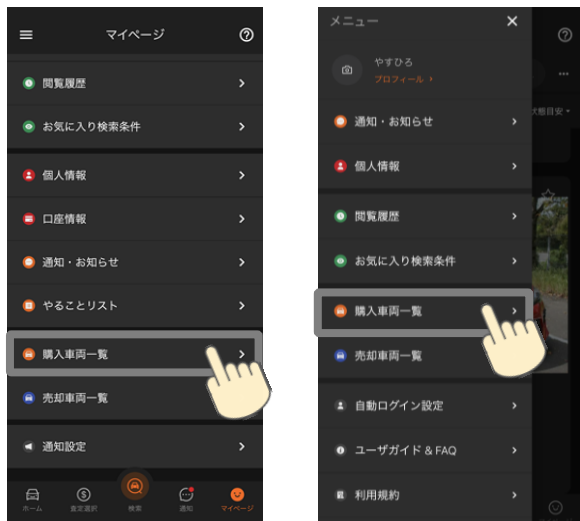 マイページ
閲覧履歴
お気に入り検索条件
個人情報
口座情報
通知・お知らせ
やることリスト
購入車両一覧
売却車両一覧
通知設定
ホーム
査定選択
検索
通知
マイページ
メニュー
やすひろ
プロフィール
通知・お知らせ
個人情報
閲覧履歴
お気に入り検索条件
購入車両一覧
売却車両一覧
自動ログイン設定
ユーザガイド & FAQ
利用規約
状態目安